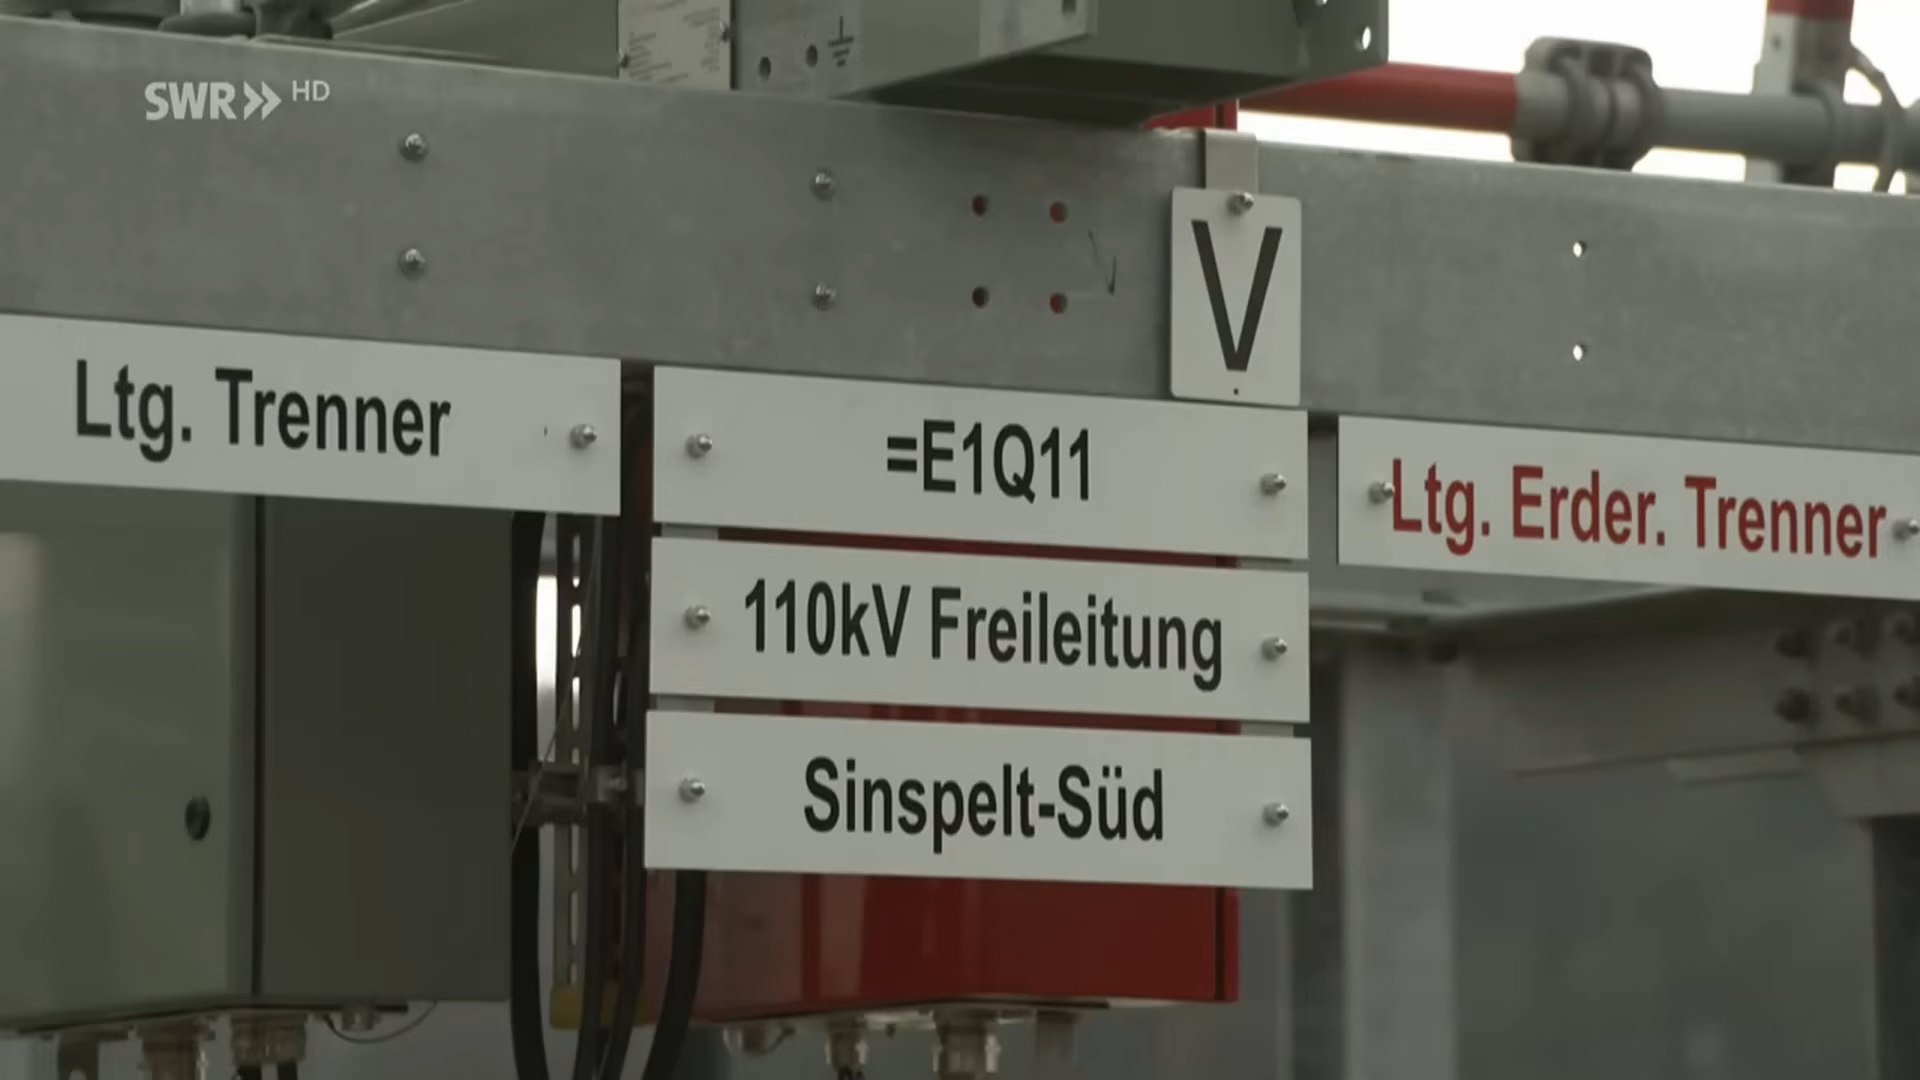 SWR HD
V
Ltg. Trenner
=E1Q11
Ltg. Erder. Trenner
110kV Freileitung
Sinspelt-Süd